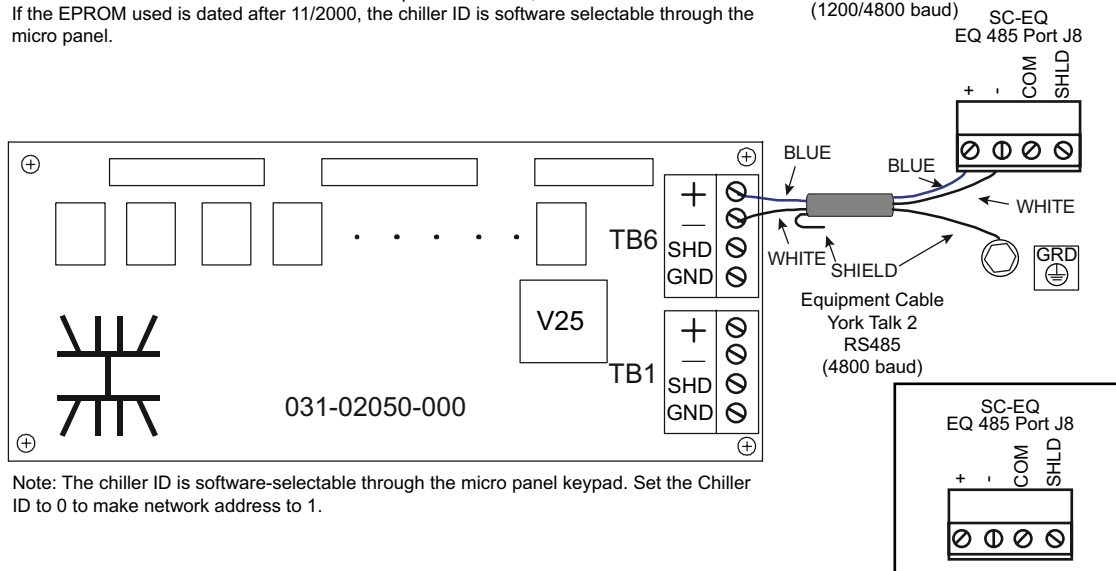 If the EPROM used is dated after 11/2000, the chiller ID is software selectable through the
micro panel.
(1200/4800 baud)
SC-EQ
EQ 485 Port J8
+
-
COM
SHLD
BLUE
BLUE
WHITE
+
—
SHD
GND
TB6
WHITE
SHIELD
GRD
Equipment Cable
York Talk 2
RS485
(4800 baud)
V25
+
—
SHD
GND
TB1
031-02050-000
SC-EQ
EQ 485 Port J8
+
-
COM
SHLD
Note: The chiller ID is software-selectable through the micro panel keypad. Set the Chiller
ID to 0 to make network address to 1.